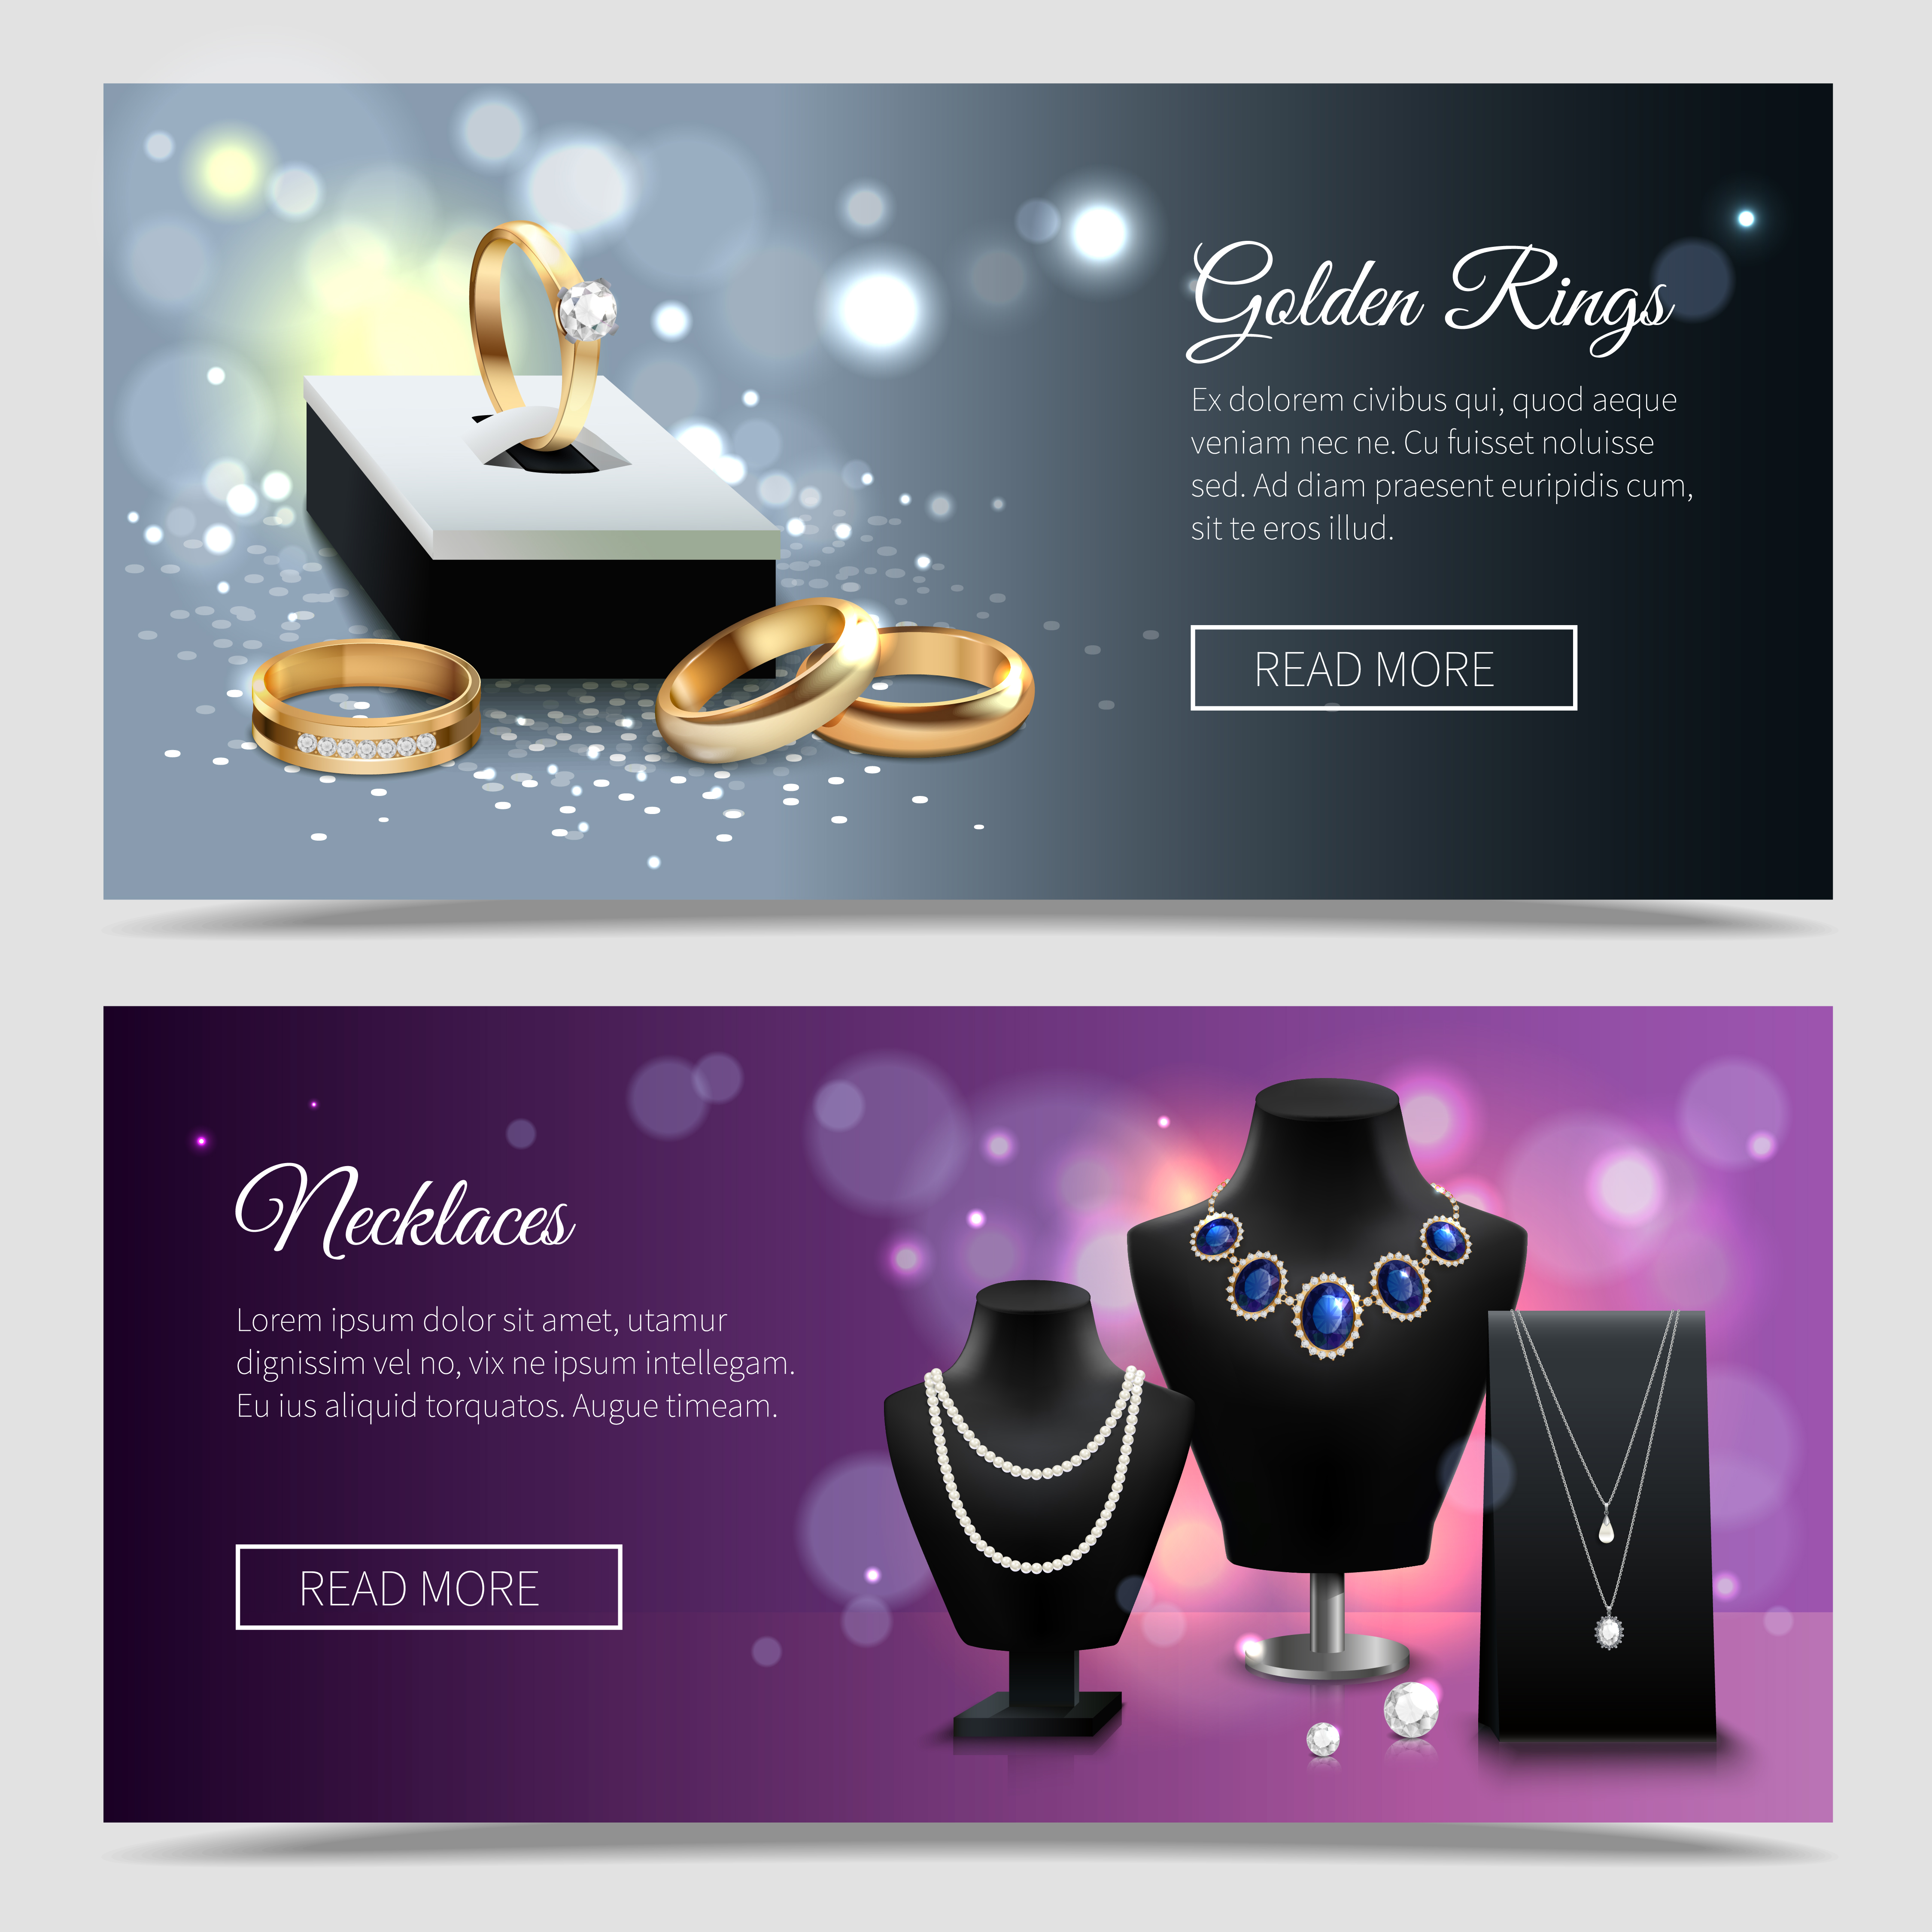 Golden Rings
Ex dolorem civibus qui, quod aeque
veniam nec ne. Cu fuisset noluisse
sed. Ad diam praesent euripidis cum,
sit te eros illud.
READ MORE
Necklaces
Lorem ipsum dolor sit amet, utamur
dignissim vel no, vix ne ipsum intellegam.
Eu ius aliquid torquatos. Augue timeam.
READ MORE